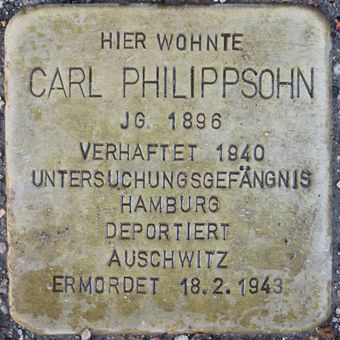 HIER WOHNTE
CARL PHILIPPSOHN
JG. 1896
VERHAFTET 1940
UNTERSUCHUNGSGEFÄNGNIS
HAMBURG
DEPORTIERT
AUSCHWITZ
ERMORDET 18.2.1943